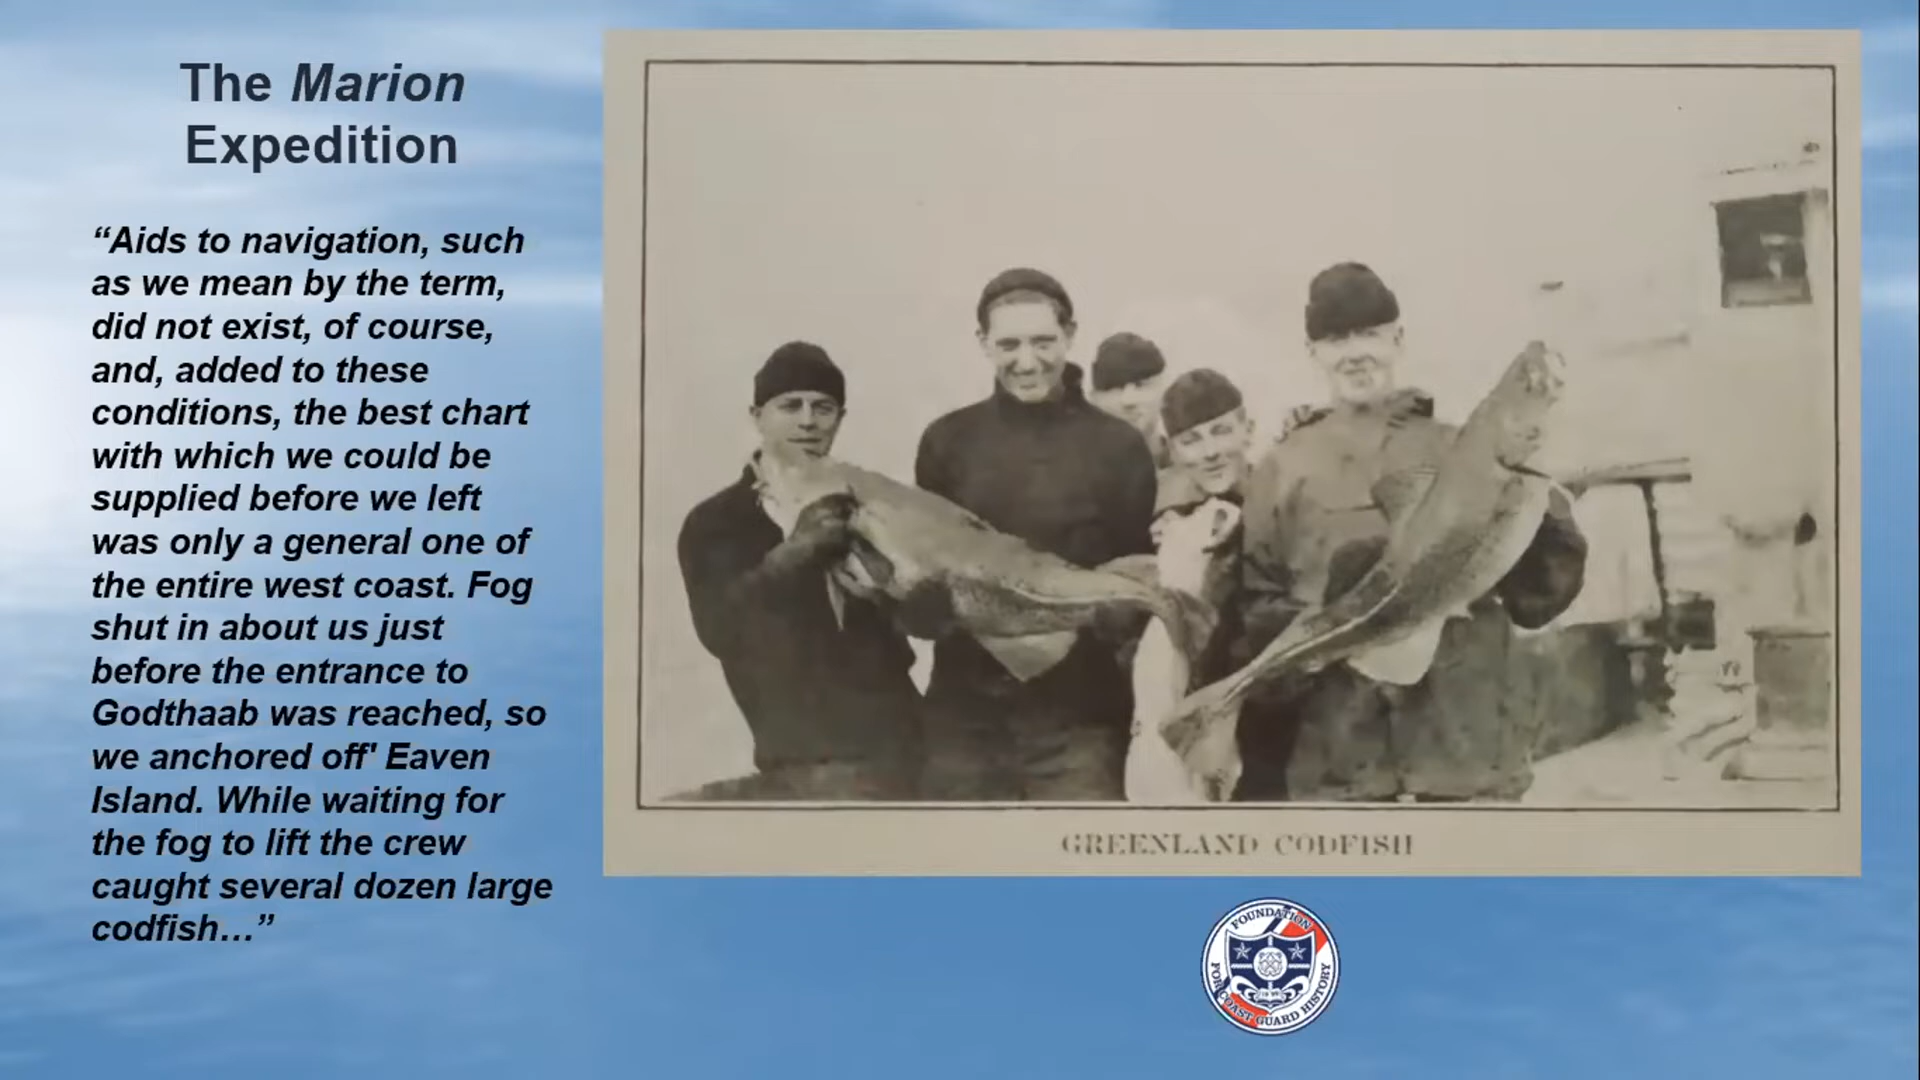 The Marion
Expedition
“Aids to navigation, such
as we mean by the term,
did not exist, of course,
and, added to these
conditions, the best chart
with which we could be
supplied before we left
was only a general one of
the entire west coast. Fog
shut in about us just
before the entrance to
Godthaab was reached, so
we anchored off' Eaven
Island. While waiting for
the fog to lift the crew
caught several dozen large
codfish…”
GREENLAND CODFISH
FOUNDATION
FOR COAST GUARD HISTORY